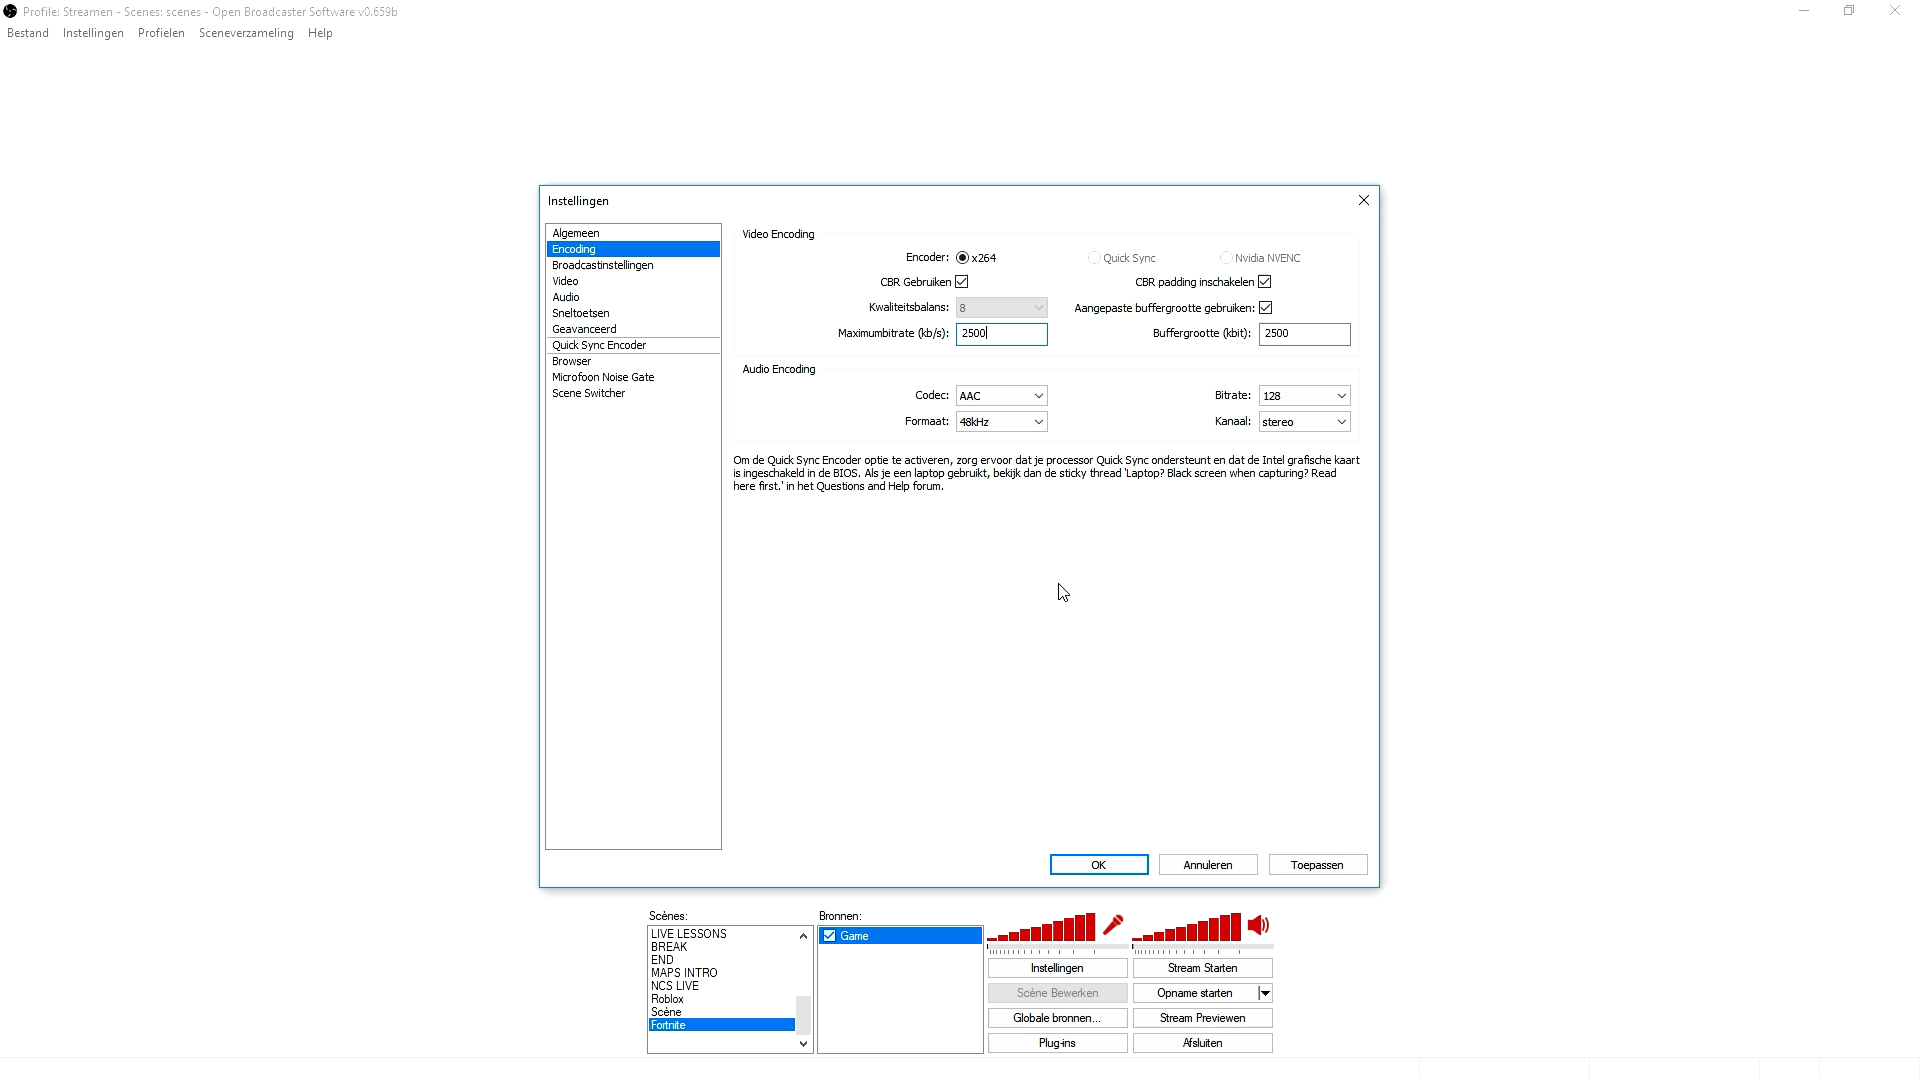 Profile: Streamen - Scenes: scenes - Open Broadcaster Software v0.659b
Bestand Instellingen Profielen Sceneverzameling Help
Instellingen
Algemeen
Encoding
Broadcastinstellingen
Video
Audio
Sneltoetsen
Geavanceerd
Quick Sync Encoder
Browser
Microfoon Noise Gate
Scene Switcher
Video Encoding
Encoder: x264 Quick Sync Nvidia NVENC
CBR Gebruiken CBR padding inschakelen
Kwaliteitsbalans: 8 Aangepaste buffergrootte gebruiken:
Maximumbitrate (kb/s): 2500 Buffergrootte (kbit): 2500
Audio Encoding
Codec: AAC Bitrate: 128
Formaat: 48kHz Kanaal: stereo
Om de Quick Sync Encoder optie te activeren, zorg ervoor dat je processor Quick Sync ondersteunt en dat de Intel grafische kaart
is ingeschakeld in de BIOS. Als je een laptop gebruikt, bekijk dan de sticky thread 'Laptop? Black screen when capturing? Read
here first.' in het Questions and Help forum.
OK Annuleren Toepassen
Scènes:
LIVE LESSONS
BREAK
END
MAPS INTRO
NCS LIVE
Roblox
Scène
Fortnite
Bronnen:
Game
Instellingen Stream Starten
Scène Bewerken Opname starten
Globale bronnen... Stream Previewen
Plug-ins Afsluiten